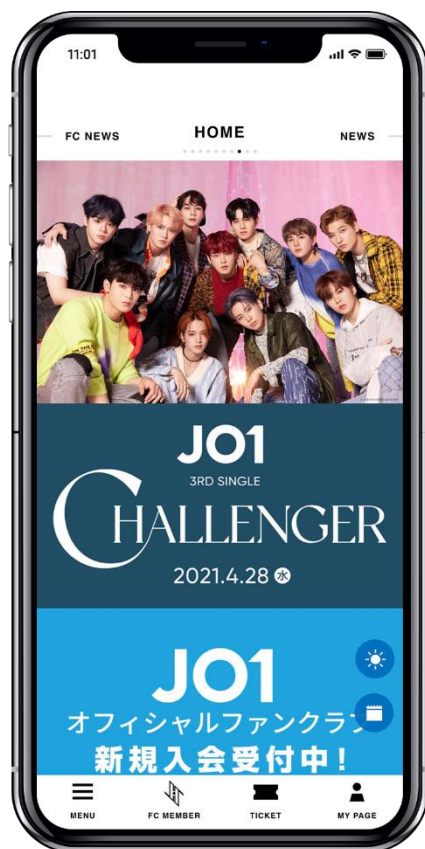 11:01
FC NEWS
HOME
NEWS
JO1
3RD SINGLE
CHALLENGER
2021.4.28 水
JO1
オフィシャルファンクラブ
新規入会受付中!
MENU
FC MEMBER
TICKET
MY PAGE